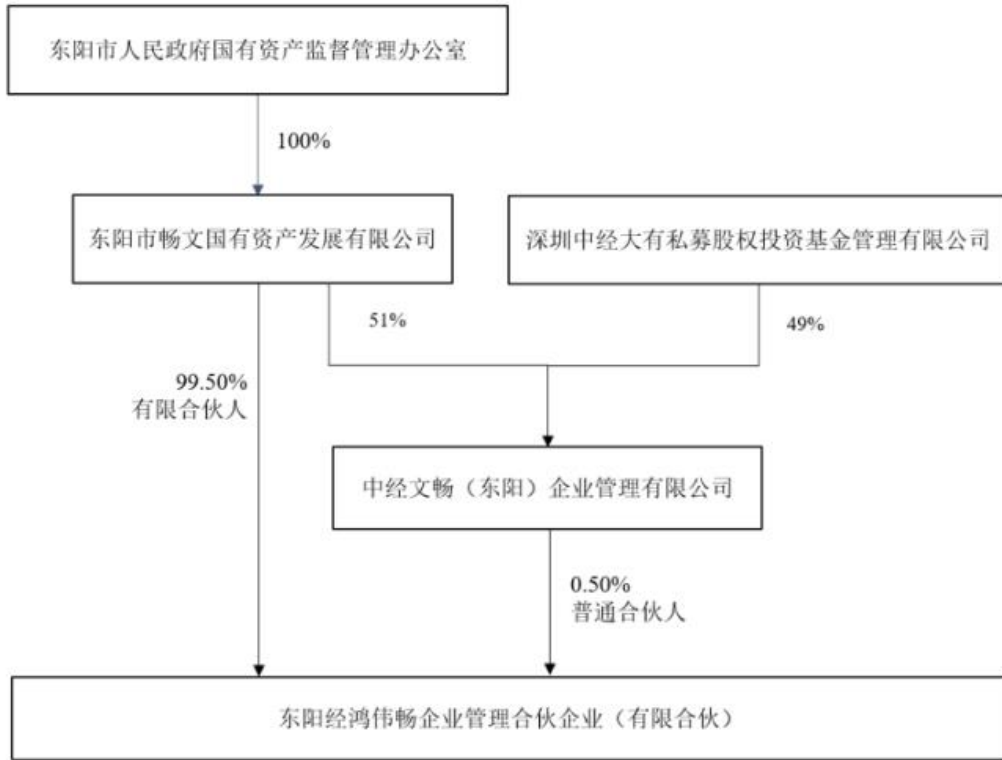 东阳市人民政府国有资产监督管理办公室
100%
东阳市畅文国有资产发展有限公司
深圳中经大有私募股权投资基金管理有限公司
51%
49%
99.50%
有限合伙人
中经文畅（东阳）企业管理有限公司
0.50%
普通合伙人
东阳经鸿伟畅企业管理合伙企业（有限合伙）